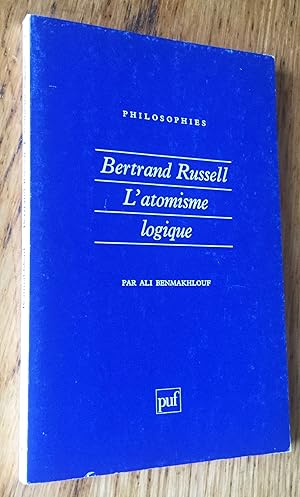 PHILOSOPHIES
Bertrand Russell
L'atomisme
logique
PAR ALI BENMAKHLOUF
puf